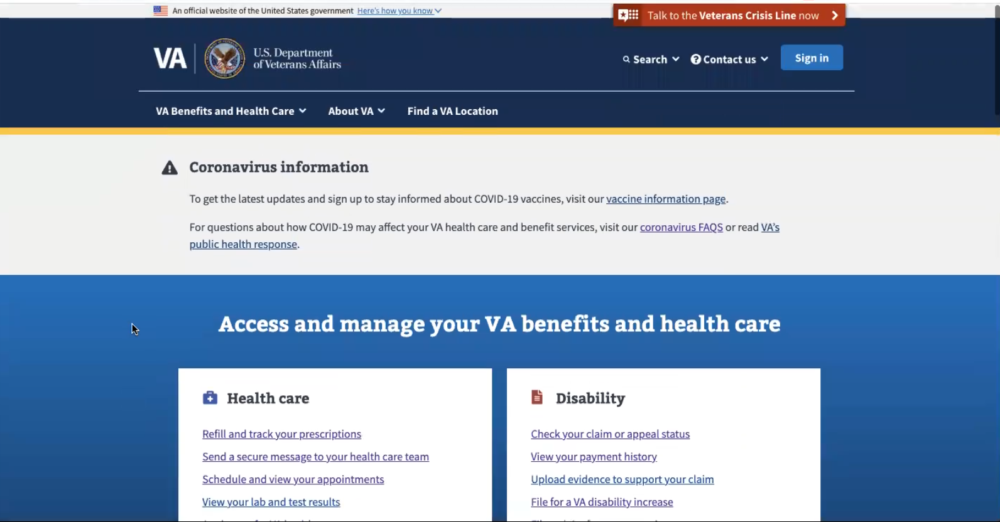 An official website of the United States government Here's how you know
Talk to the Veterans Crisis Line now
VA
U.S. Department
of Veterans Affairs
Search
Contact us
Sign in
VA Benefits and Health Care
About VA
Find a VA Location
Coronavirus information
To get the latest updates and sign up to stay informed about COVID-19 vaccines, visit our vaccine information page.
For questions about how COVID-19 may affect your VA health care and benefit services, visit our coronavirus FAQS or read VA's
public health response.
Access and manage your VA benefits and health care
Health care
Refill and track your prescriptions
Send a secure message to your health care team
Schedule and view your appointments
View your lab and test results
Disability
Check your claim or appeal status
View your payment history
Upload evidence to support your claim
File for a VA disability increase